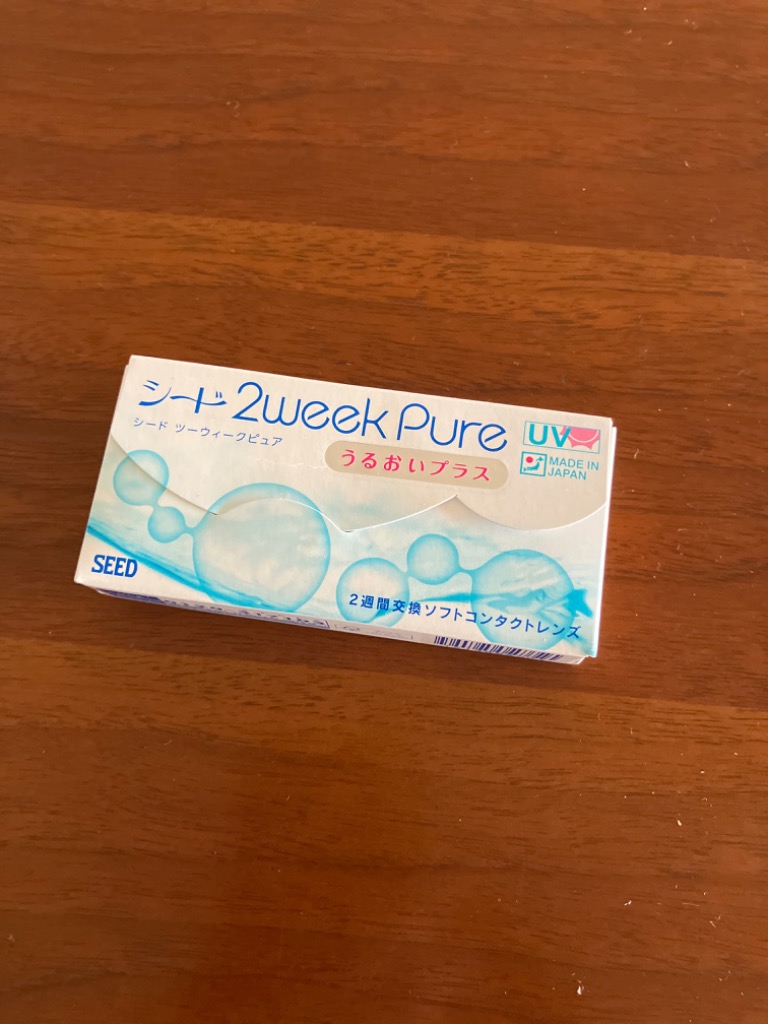 シード 2week Pure
シード ツーウィークピュア
うるおいプラス
UV
MADE IN
JAPAN
SEED
2週間交換ソフトコンタクトレンズ